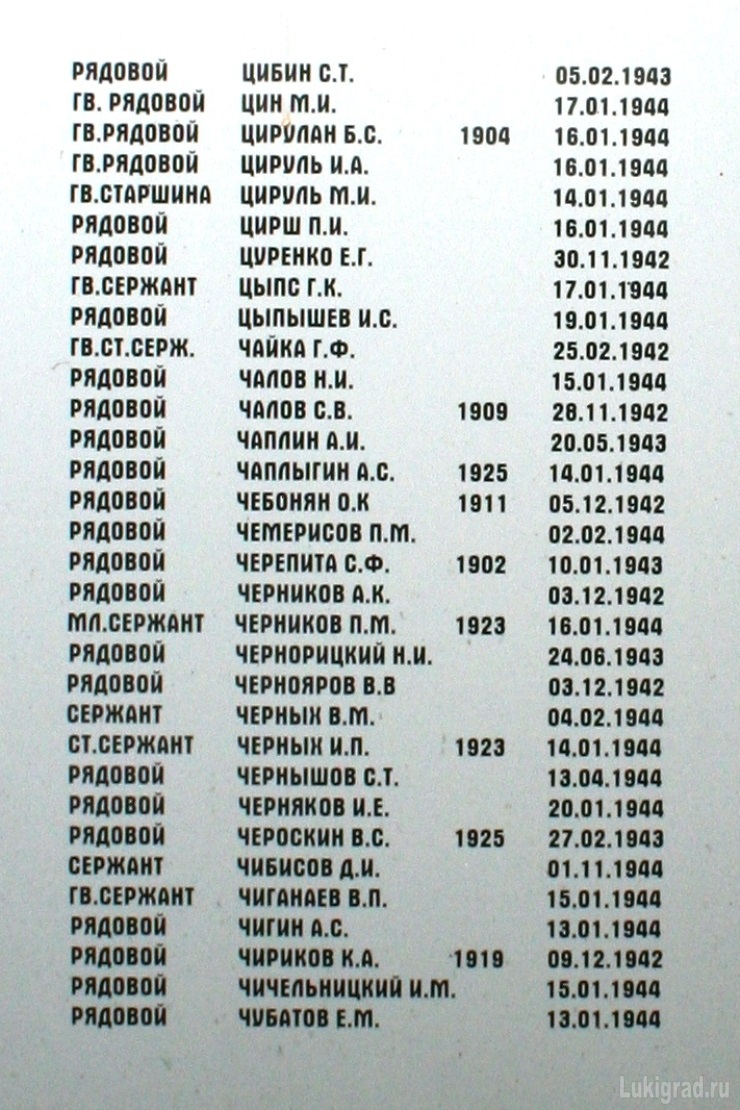 РЯДОВОЙ ЦИБИН С.Т. 05.02.1943
ГВ. РЯДОВОЙ ЦИН М.И. 17.01.1944
ГВ.РЯДОВОЙ ЦИРУЛАН Б.С. 1904 16.01.1944
ГВ.РЯДОВОЙ ЦИРУЛЬ И.А. 16.01.1944
ГВ.СТАРШИНА ЦИРУЛЬ М.И. 14.01.1944
РЯДОВОЙ ЦИРШ П.И. 16.01.1944
РЯДОВОЙ ЦУРЕНКО Е.Г. 30.11.1942
ГВ.СЕРЖАНТ ЦЫПС Г.К. 17.01.1944
РЯДОВОЙ ЦЫПЫШЕВ И.С. 19.01.1944
ГВ.СТ.СЕРЖ. ЧАЙКА Г.Ф. 25.02.1942
РЯДОВОЙ ЧАЛОВ Н.И. 15.01.1944
РЯДОВОЙ ЧАЛОВ С.В. 1909 28.11.1942
РЯДОВОЙ ЧАПЛИН А.И. 20.05.1943
РЯДОВОЙ ЧАПЛЫГИН А.С. 1925 14.01.1944
РЯДОВОЙ ЧЕБОНЯН О.К 1911 05.12.1942
РЯДОВОЙ ЧЕМЕРИСОВ П.М. 02.02.1944
РЯДОВОЙ ЧЕРЕПИТА С.Ф. 1902 10.01.1943
РЯДОВОЙ ЧЕРНИКОВ А.К. 03.12.1942
МЛ.СЕРЖАНТ ЧЕРНИКОВ П.М. 1923 16.01.1944
РЯДОВОЙ ЧЕРНОРИЦКИЙ Н.И. 24.06.1943
РЯДОВОЙ ЧЕРНОЯРОВ В.В 03.12.1942
СЕРЖАНТ ЧЕРНЫХ В.М. 04.02.1944
СТ.СЕРЖАНТ ЧЕРНЫХ И.П. 1923 14.01.1944
РЯДОВОЙ ЧЕРНЫШОВ С.Т. 13.04.1944
РЯДОВОЙ ЧЕРНЯКОВ И.Е. 20.01.1944
РЯДОВОЙ ЧЕРОСКИН В.С. 1925 27.02.1943
СЕРЖАНТ ЧИБИСОВ Д.И. 01.11.1944
ГВ.СЕРЖАНТ ЧИГАНАЕВ В.П. 15.01.1944
РЯДОВОЙ ЧИГИН А.С. 13.01.1944
РЯДОВОЙ ЧИРИКОВ К.А. 1919 09.12.1942
РЯДОВОЙ ЧИЧЕЛЬНИЦКИЙ И.М. 15.01.1944
РЯДОВОЙ ЧУБАТОВ Е.М. 13.01.1944
Lukigrad.ru